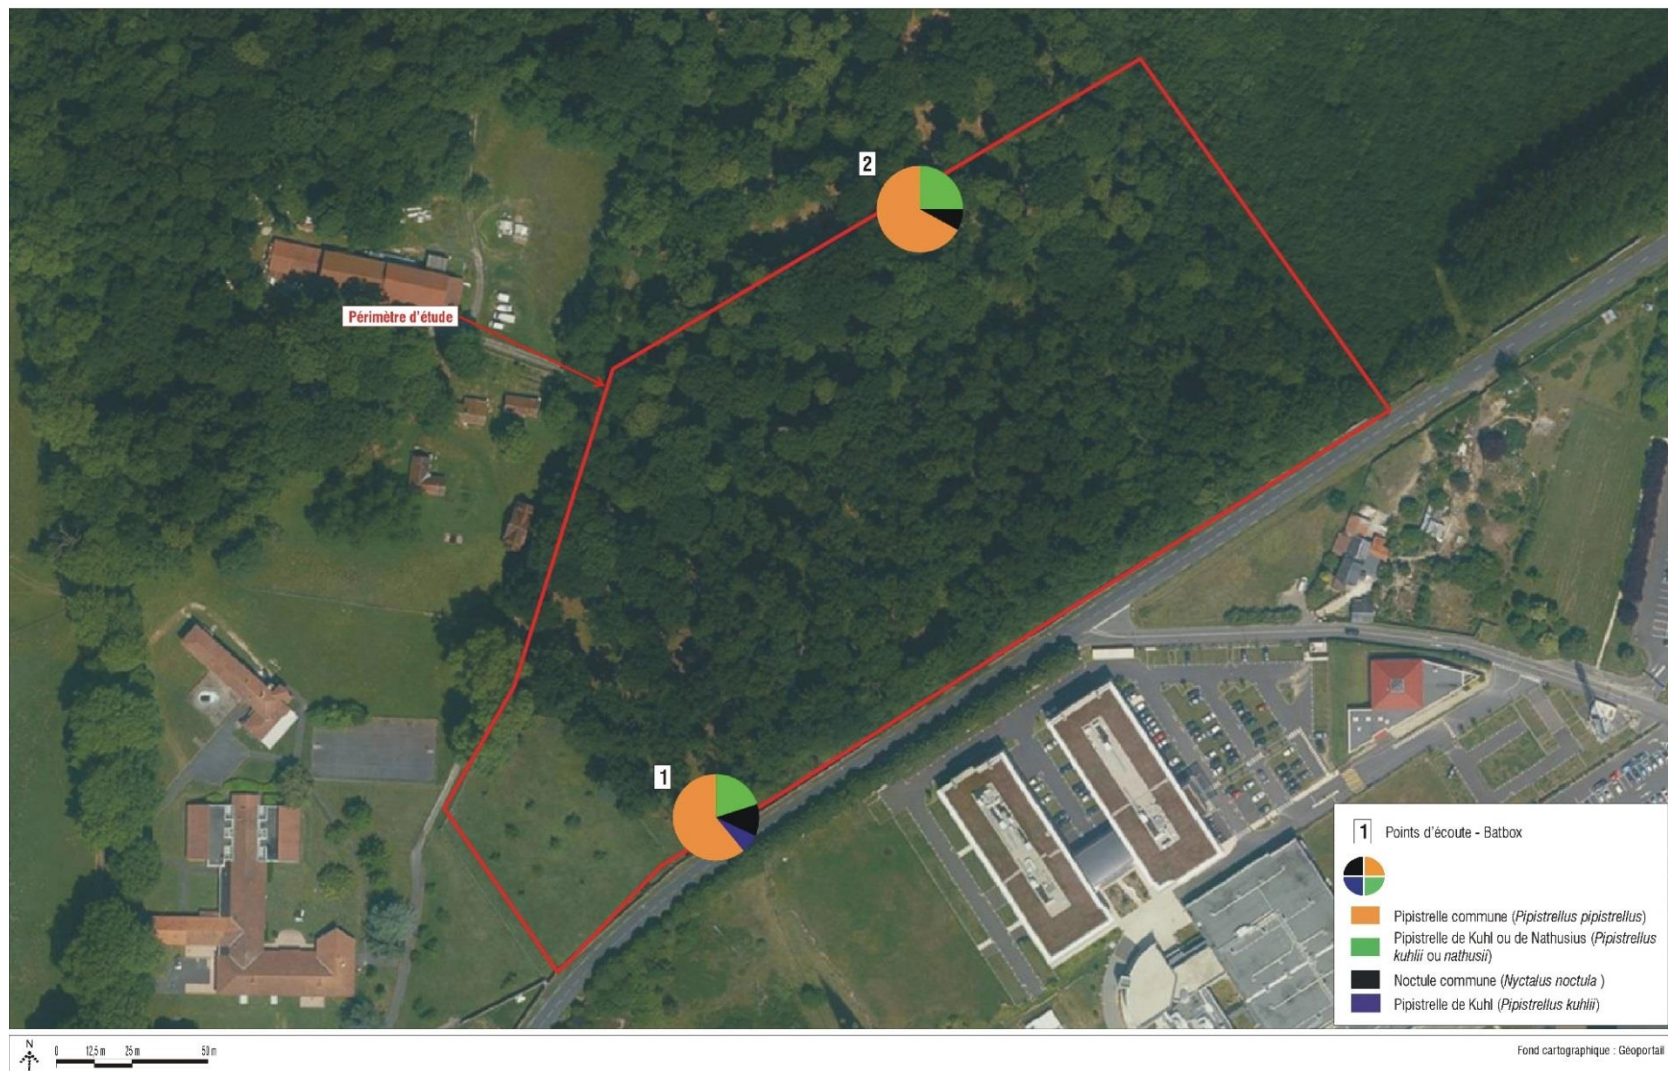 2
Périmètre d'étude
1
1 Points d'écoute - Batbox
Pipistrelle commune (Pipistrellus pipistrellus)
Pipistrelle de Kuhl ou de Nathusius (Pipistrellus
kuhlii ou nathusii)
Noctule commune (Nyctalus noctula )
Pipistrelle de Kuhl (Pipistrellus kuhlii)
N
0 12,5 m 25 m 50 m
Fond cartographique : Géoportail